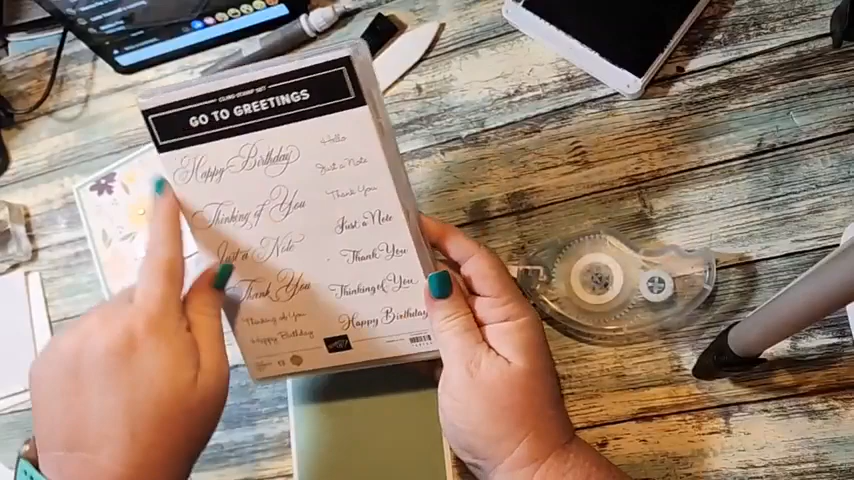 CLING STAMP SET
GO TO GREETINGS
Happy Birthday
Hello
Just a Note
Thank You
Thinking of You
Just a Note
Just a Note
Thank You
Thank You
Thinking of You
Thinking of You
Happy Birthday
Happy Birthday